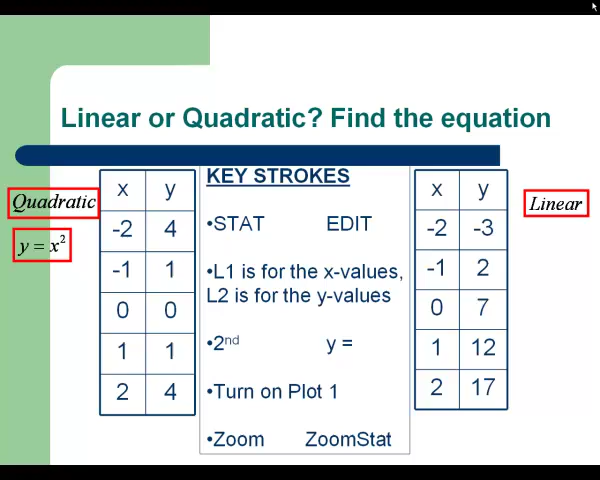 Linear or Quadratic? Find the equation
Quadratic
y = x²
x y
-2 4
-1 1
0 0
1 1
2 4
KEY STROKES
•STAT EDIT
•L1 is for the x-values,
L2 is for the y-values
•2nd y =
•Turn on Plot 1
•Zoom ZoomStat
x y
-2 -3
-1 2
0 7
1 12
2 17
Linear